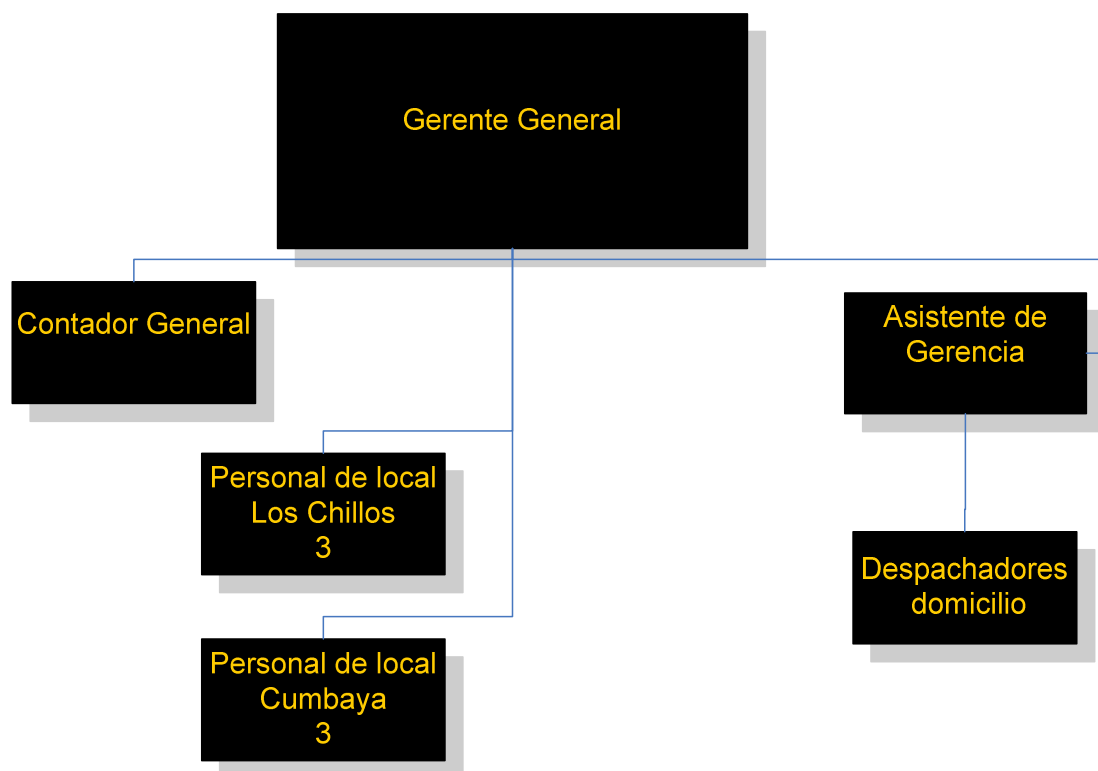 Gerente General
Contador General
Asistente de
Gerencia
Personal de local
Los Chillos
3
Despachadores
domicilio
Personal de local
Cumbaya
3